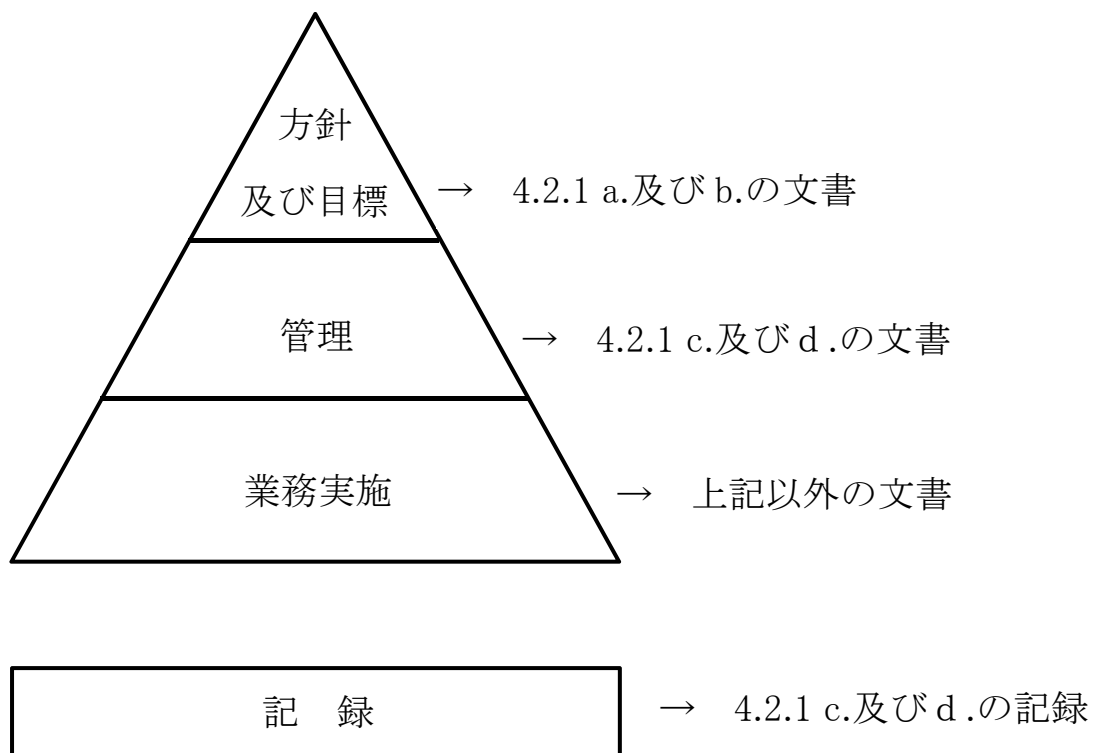 方針
及び目標 → 4.2.1 a.及び b.の文書
管理 → 4.2.1 c.及び d .の文書
業務実施 → 上記以外の文書
記　録 → 4.2.1 c.及び d .の記録